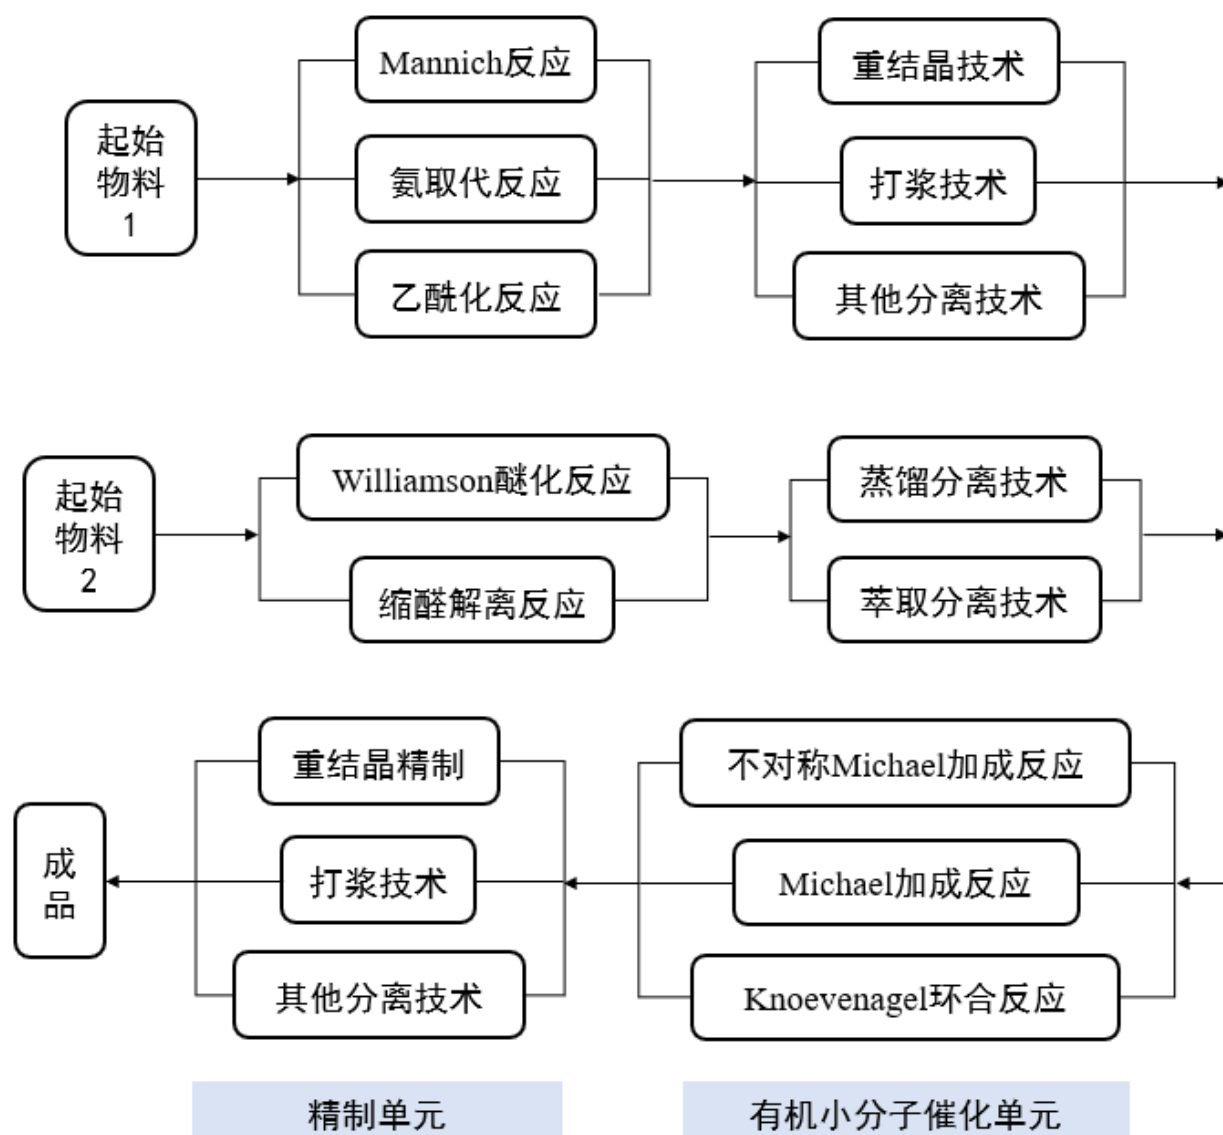 起始
物料
1
Mannich反应
氨取代反应
乙酰化反应
重结晶技术
打浆技术
其他分离技术
起始
物料
2
Williamson醚化反应
缩醛解离反应
蒸馏分离技术
萃取分离技术
成
品
重结晶精制
打浆技术
其他分离技术
不对称Michael加成反应
Michael加成反应
Knoevenagel环合反应
精制单元
有机小分子催化单元